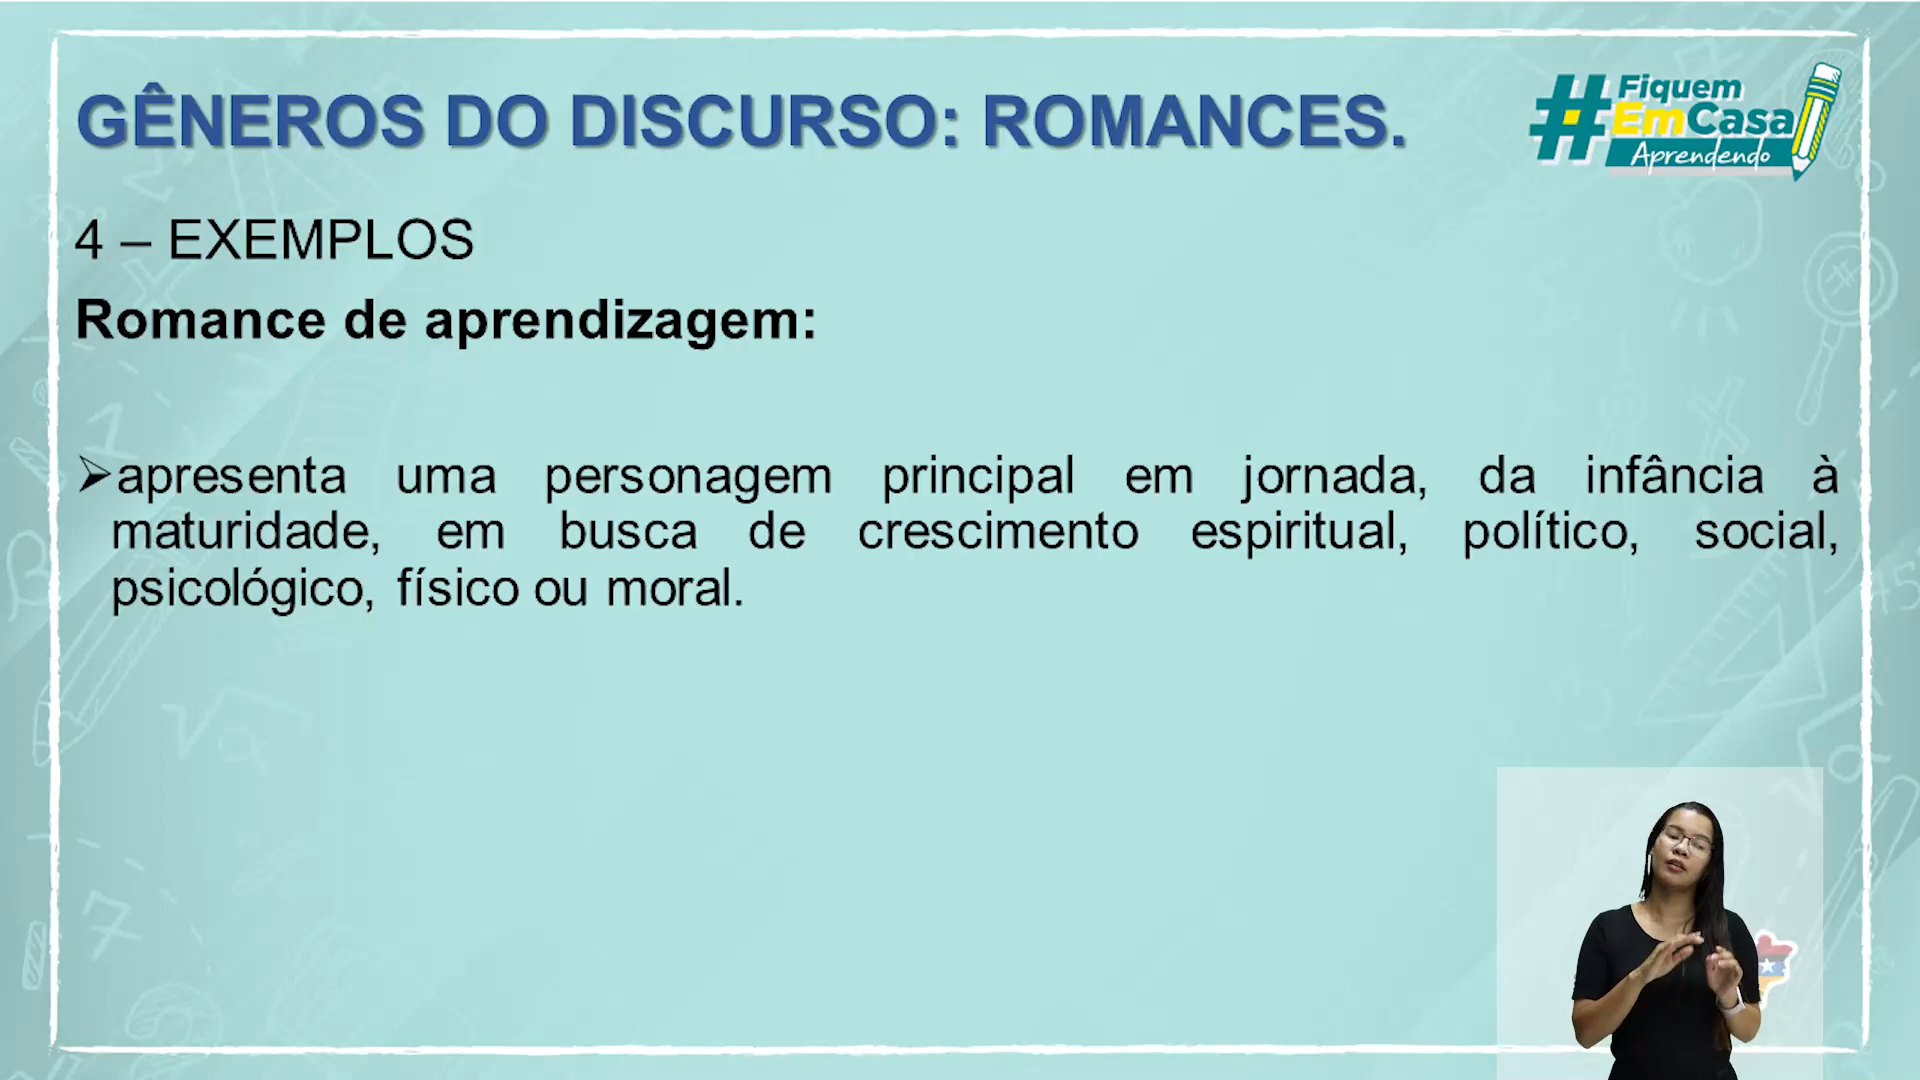 GÊNEROS DO DISCURSO: ROMANCES.
#Fiquem
EmCasa
Aprendendo
4 – EXEMPLOS
Romance de aprendizagem:
➢apresenta uma personagem principal em jornada, da infância à
maturidade, em busca de crescimento espiritual, político, social,
psicológico, físico ou moral.